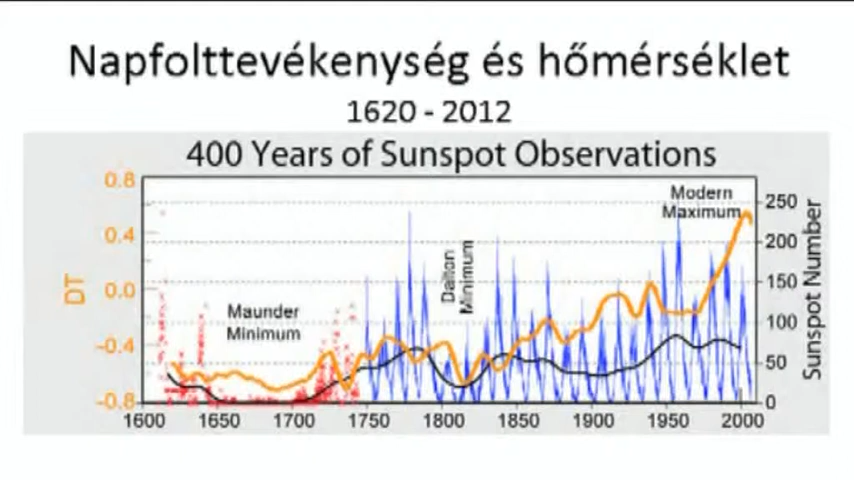 Napfolttevékenység és hőmérséklet
1620 - 2012
400 Years of Sunspot Observations
0.8
0.4
0.0
-0.4
-0.8
DT
Maunder
Minimum
Dalton
Minimum
Modern
Maximum
250
200
150
100
50
0
Sunspot Number
1600
1650
1700
1750
1800
1850
1900
1950
2000